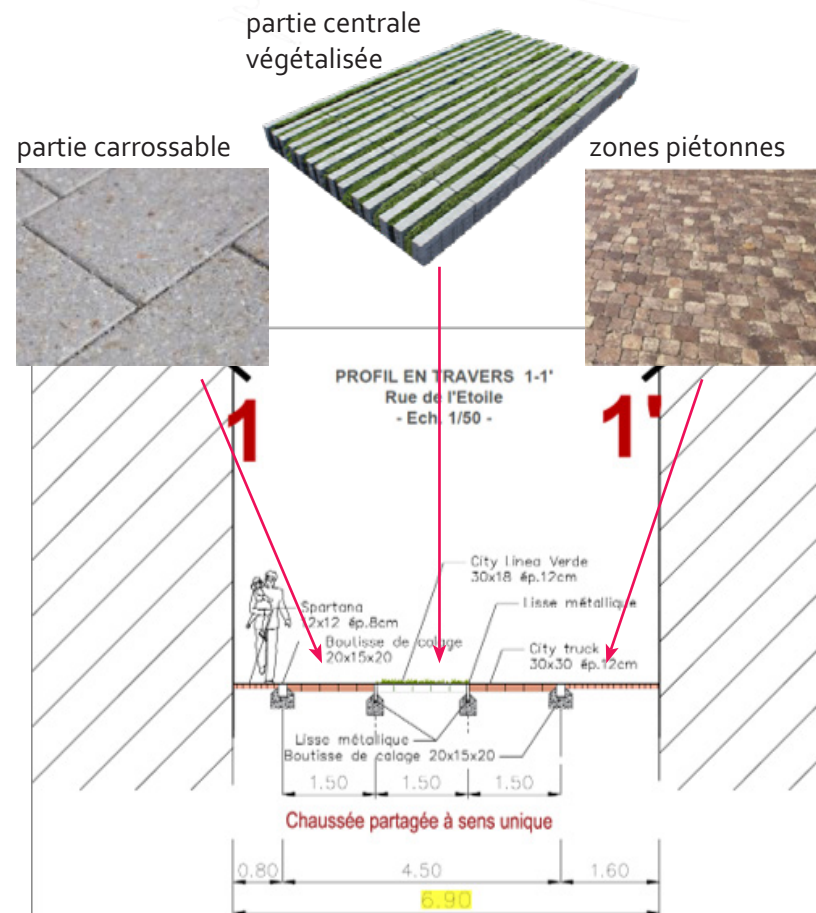 partie centrale
végétalisée
partie carrossable
zones piétonnes
PROFIL EN TRAVERS 1-1'
Rue de l'Etoile
- Ech. 1/50 -
1
1'
City Linea Verde
30x18 ép.12cm
Lisse métallique
Spartana
12x12 ép.8cm
Boutisse de calage
20x15x20
City truck
30x30 ép.12cm
Lisse métallique
Boutisse de calage 20x15x20
1.50
1.50
1.50
Chaussée partagée à sens unique
0.80
4.50
1.60
6.90